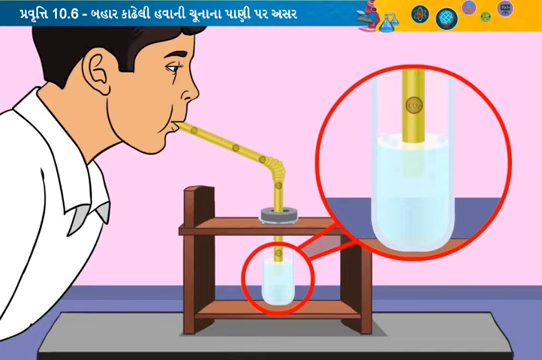 પ્રવૃત્તિ 10.6 - બહાર કાઢેલી હવાની ચૂનાના પાણી પર અસર